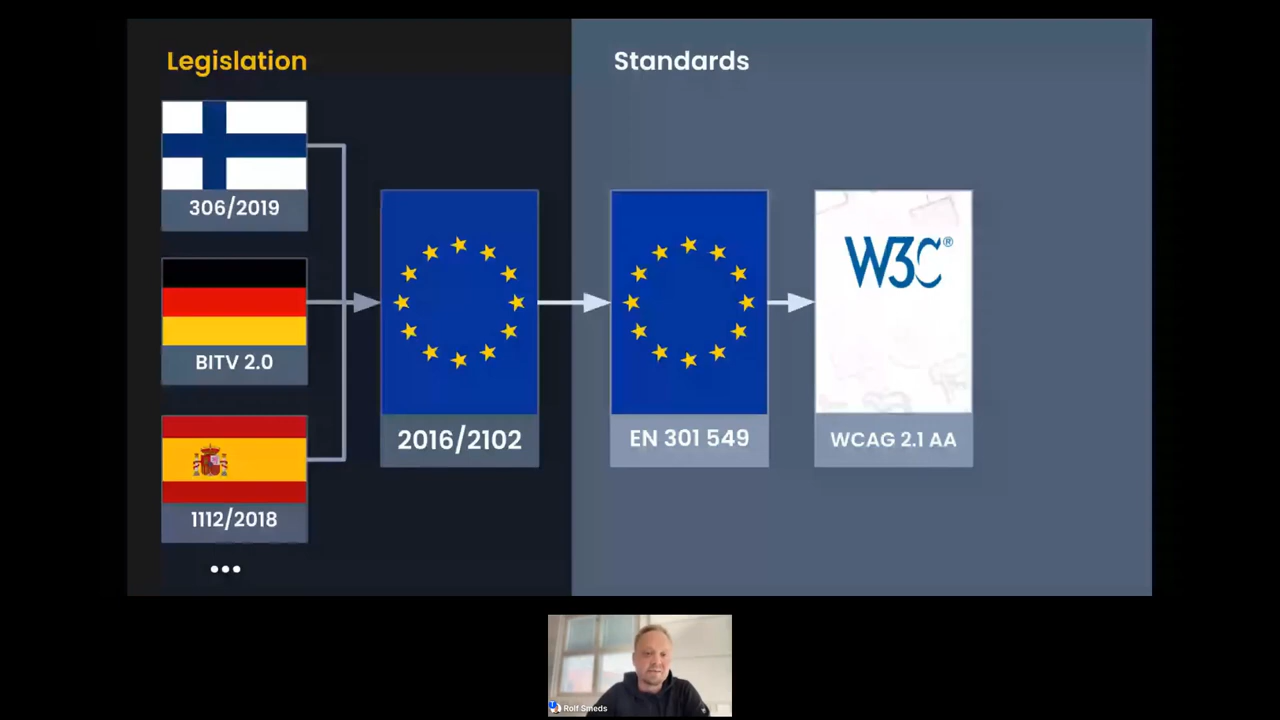 Legislation
Standards
306/2019
BITV 2.0
1112/2018
...
2016/2102
EN 301 549
W3C®
WCAG 2.1 AA
Rolf Smeds